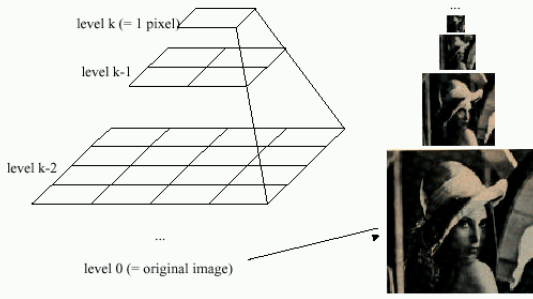 ...
level k (= 1 pixel)
level k-1
level k-2
...
level 0 (= original image)